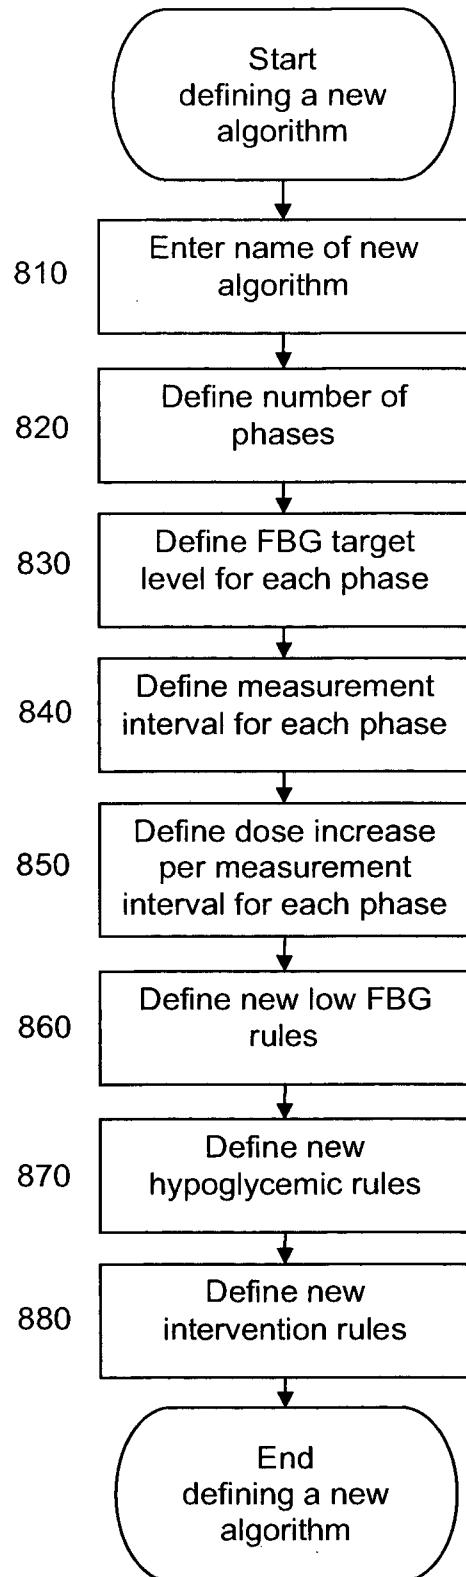 Start
defining a new
algorithm
810
Enter name of new
algorithm
820
Define number of
phases
830
Define FBG target
level for each phase
840
Define measurement
interval for each phase
850
Define dose increase
per measurement
interval for each phase
860
Define new low FBG
rules
870
Define new
hypoglycemic rules
880
Define new
intervention rules
End
defining a new
algorithm